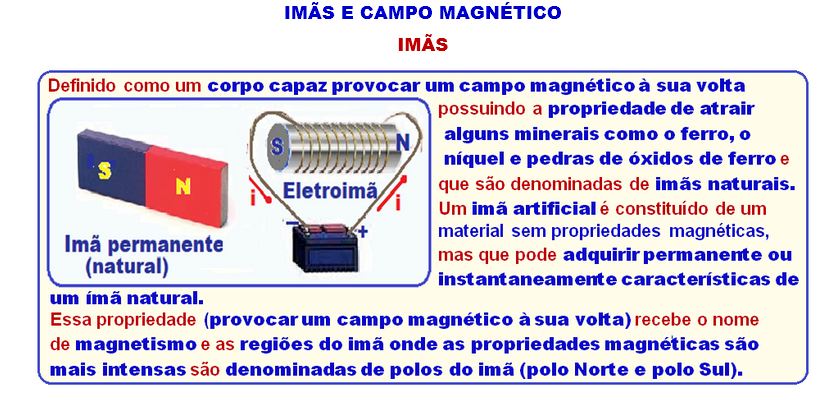 IMÃS E CAMPO MAGNÉTICO
IMÃS
Definido como um corpo capaz provocar um campo magnético à sua volta
possuindo a propriedade de atrair
alguns minerais como o ferro, o
níquel e pedras de óxidos de ferro e
que são denominadas de imãs naturais.
Um imã artificial é constituído de um
material sem propriedades magnéticas,
mas que pode adquirir permanente ou
instantaneamente características de
um ímã natural.
S
N
Imã permanente
(natural)
S
N
Eletroimã
i
i
–
+
Essa propriedade (provocar um campo magnético à sua volta) recebe o nome
de magnetismo e as regiões do imã onde as propriedades magnéticas são
mais intensas são denominadas de polos do imã (polo Norte e polo Sul).